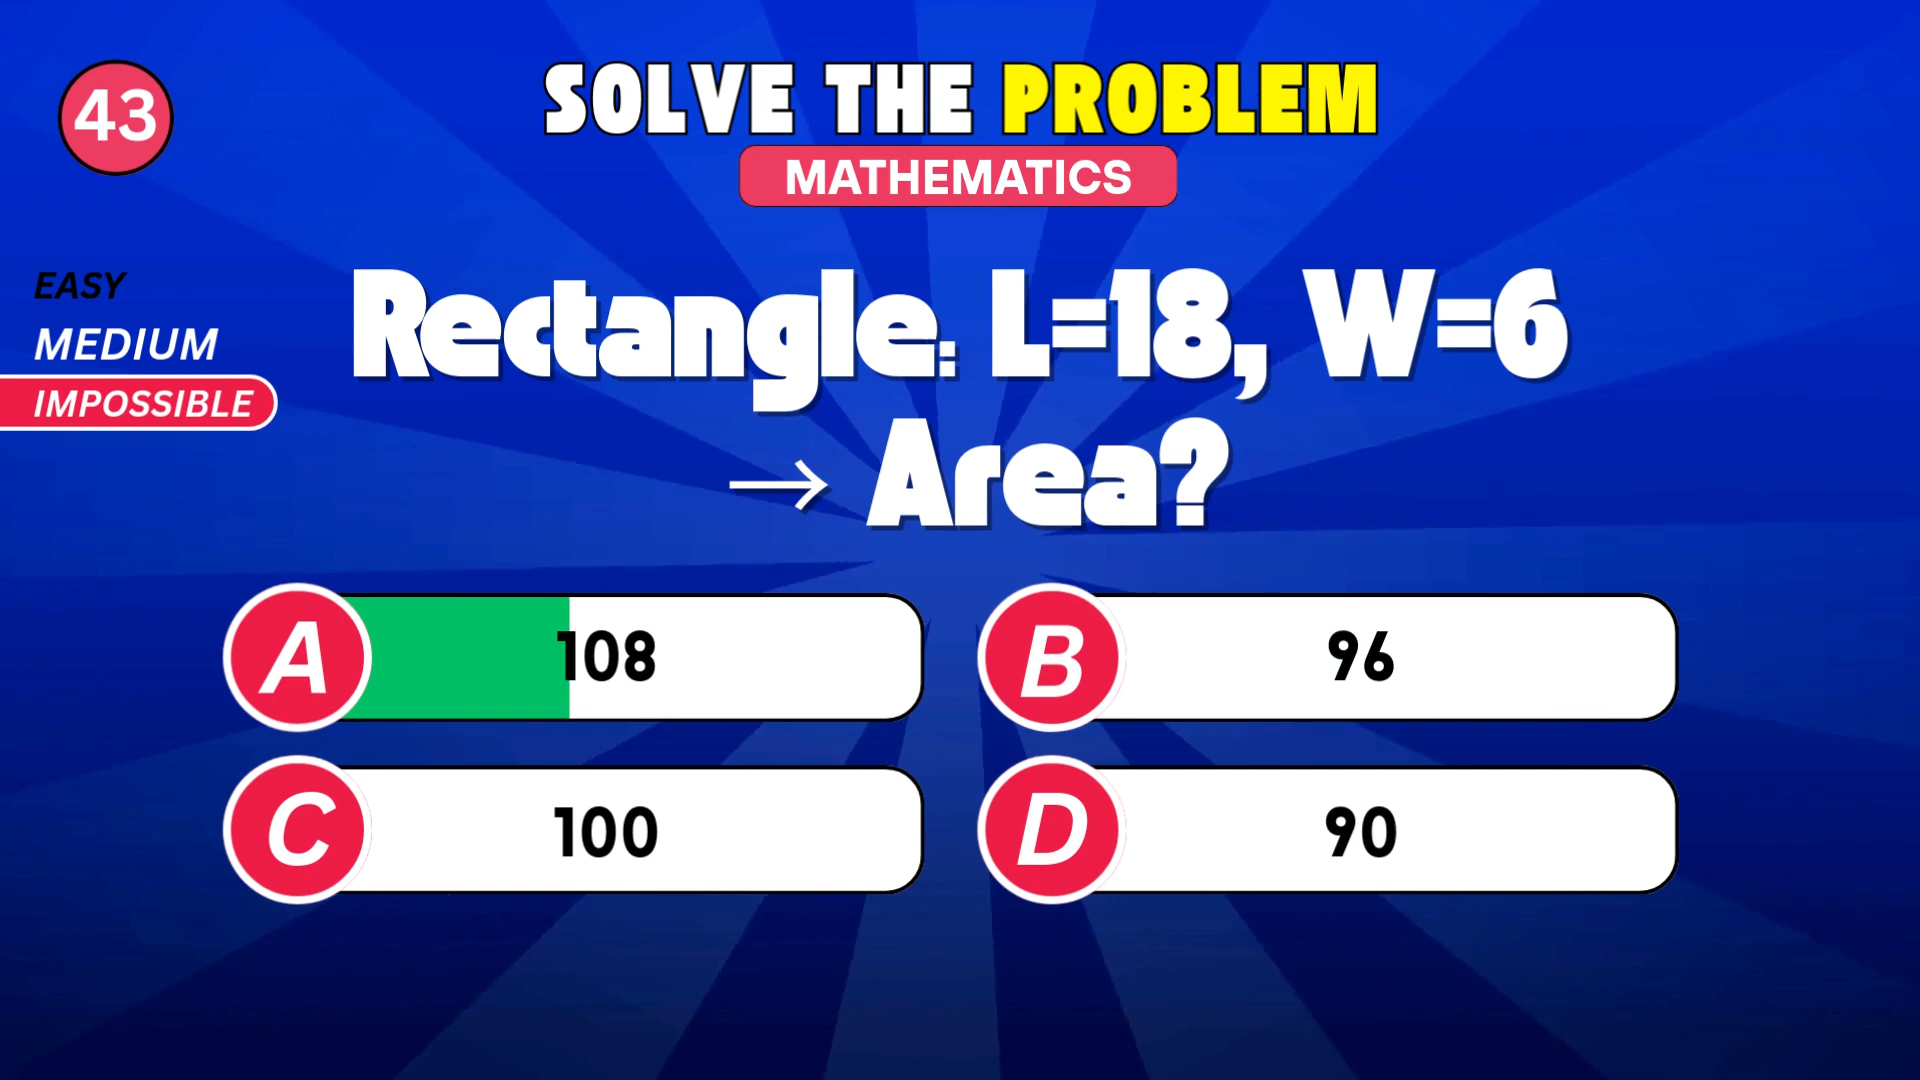 43
SOLVE THE PROBLEM
MATHEMATICS
EASY
MEDIUM
IMPOSSIBLE
Rectangle: L=18, W=6
→ Area?
A 108
B 96
C 100
D 90